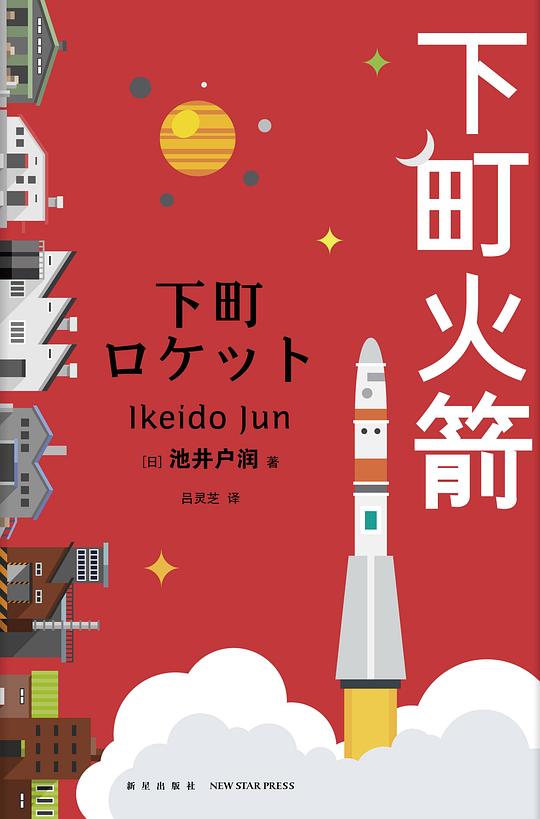 下町火箭
下町
ロケット
Ikeido Jun
[日] 池井户润 著
吕灵芝 译
新星出版社 NEW STAR PRESS